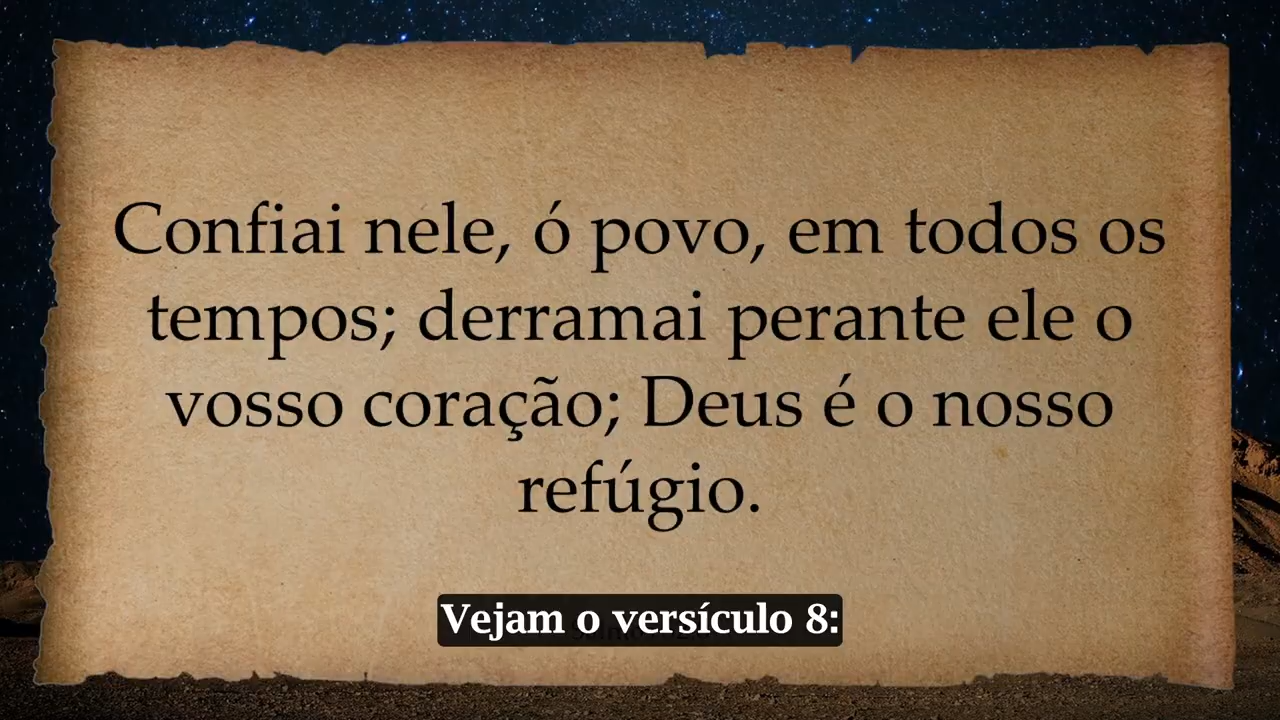 Confiai nele, ó povo, em todos os
tempos; derramai perante ele o
vosso coração; Deus é o nosso
refúgio.
Vejam o versículo 8: